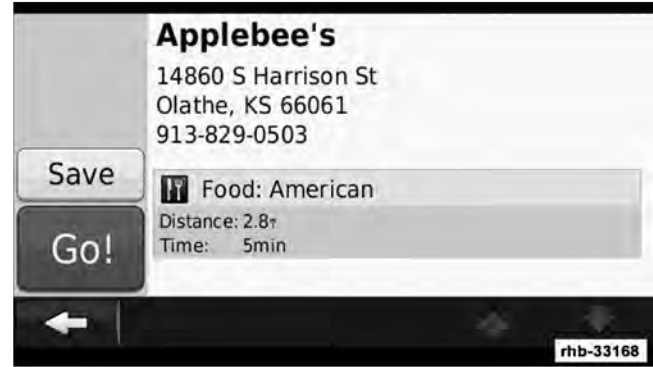 Applebee's
14860 S Harrison St
Olathe, KS 66061
913-829-0503
Save
Food: American
Go!
Distance: 2.8
Time: 5min
rhb-33168